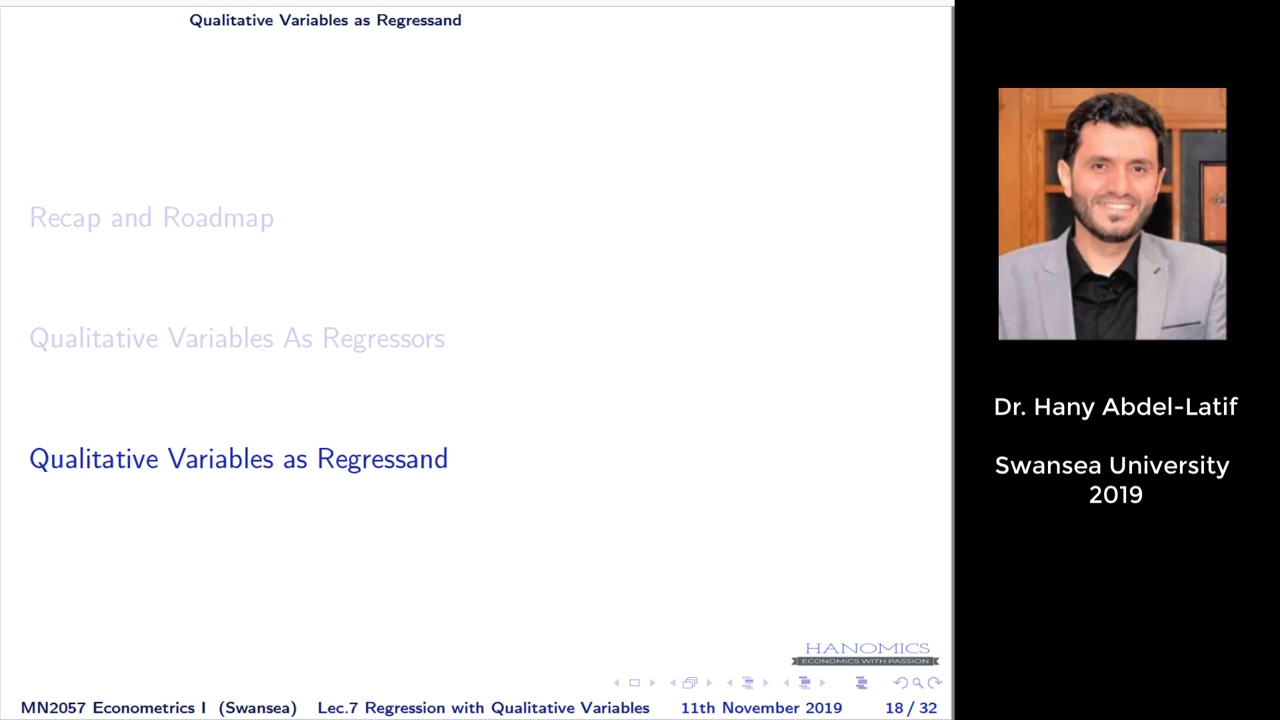 Qualitative Variables as Regressand
Recap and Roadmap
Qualitative Variables As Regressors
Qualitative Variables as Regressand
HANOMICS
ECONOMICS WITH PASSION
MN2057 Econometrics I (Swansea) Lec.7 Regression with Qualitative Variables 11th November 2019 18 / 32
Dr. Hany Abdel-Latif
Swansea University
2019